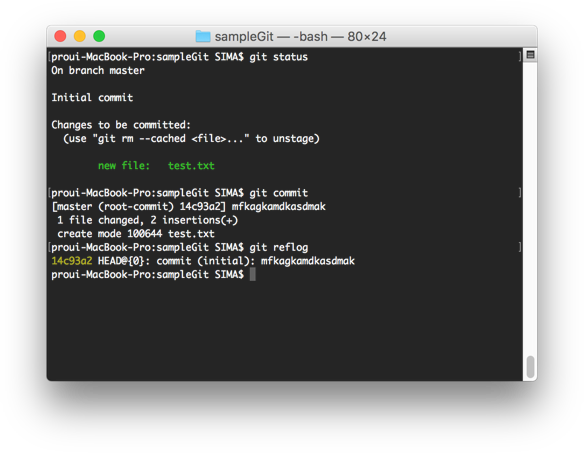 sampleGit — -bash — 80×24
[proui-MacBook-Pro:sampleGit SIMA$ git status ]
On branch master
Initial commit
Changes to be committed:
(use "git rm --cached <file>..." to unstage)
new file: test.txt
[proui-MacBook-Pro:sampleGit SIMA$ git commit ]
[master (root-commit) 14c93a2] mfkagkamdkasdmak
1 file changed, 2 insertions(+)
create mode 100644 test.txt
[proui-MacBook-Pro:sampleGit SIMA$ git reflog ]
14c93a2 HEAD@{0}: commit (initial): mfkagkamdkasdmak
proui-MacBook-Pro:sampleGit SIMA$